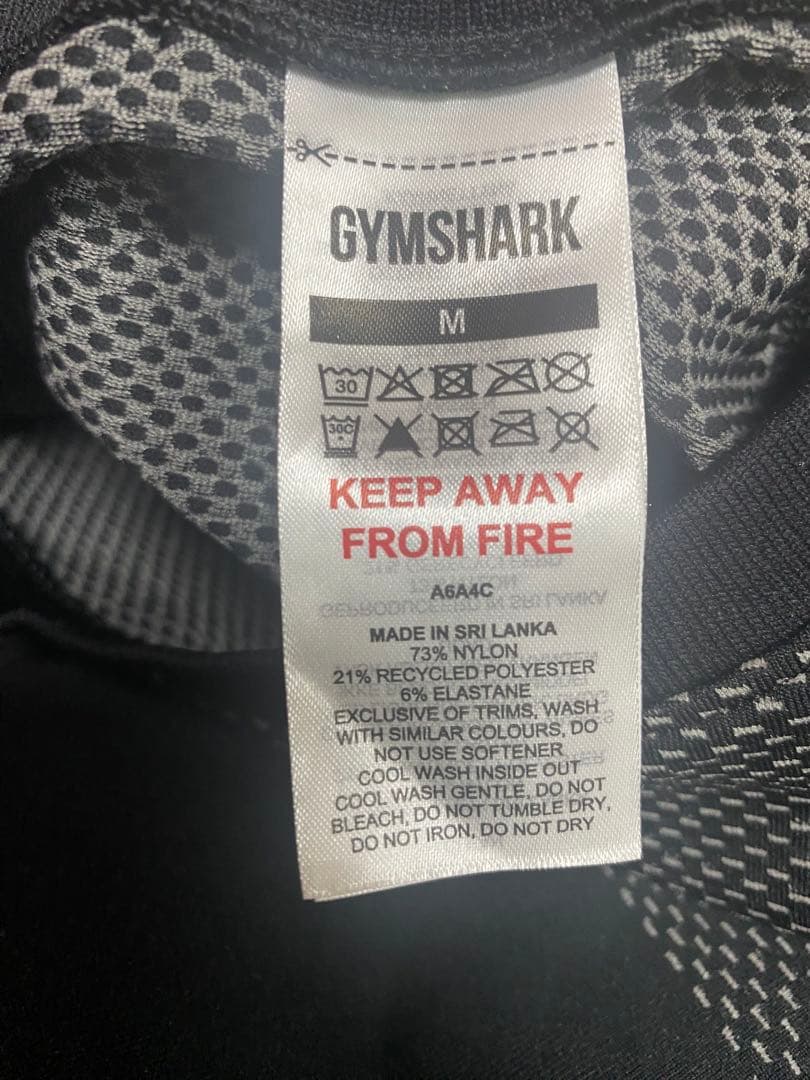 GYMSHARK
M
30
30C
KEEP AWAY
FROM FIRE
A6A4C
MADE IN SRI LANKA
73% NYLON
21% RECYCLED POLYESTER
6% ELASTANE
EXCLUSIVE OF TRIMS, WASH
WITH SIMILAR COLOURS, DO
NOT USE SOFTENER
COOL WASH INSIDE OUT
COOL WASH GENTLE, DO NOT
BLEACH, DO NOT TUMBLE DRY,
DO NOT IRON, DO NOT DRY